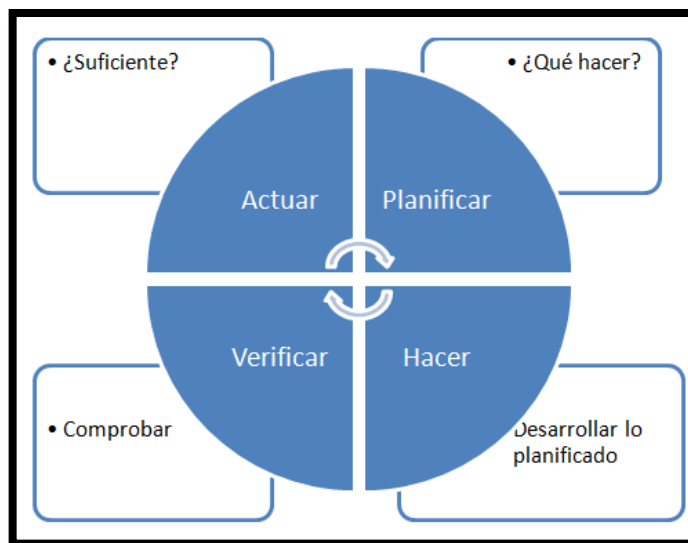 • ¿Suficiente?
• ¿Qué hacer?
Actuar
Planificar
Verificar
Hacer
• Comprobar
Desarrollar lo
planificado